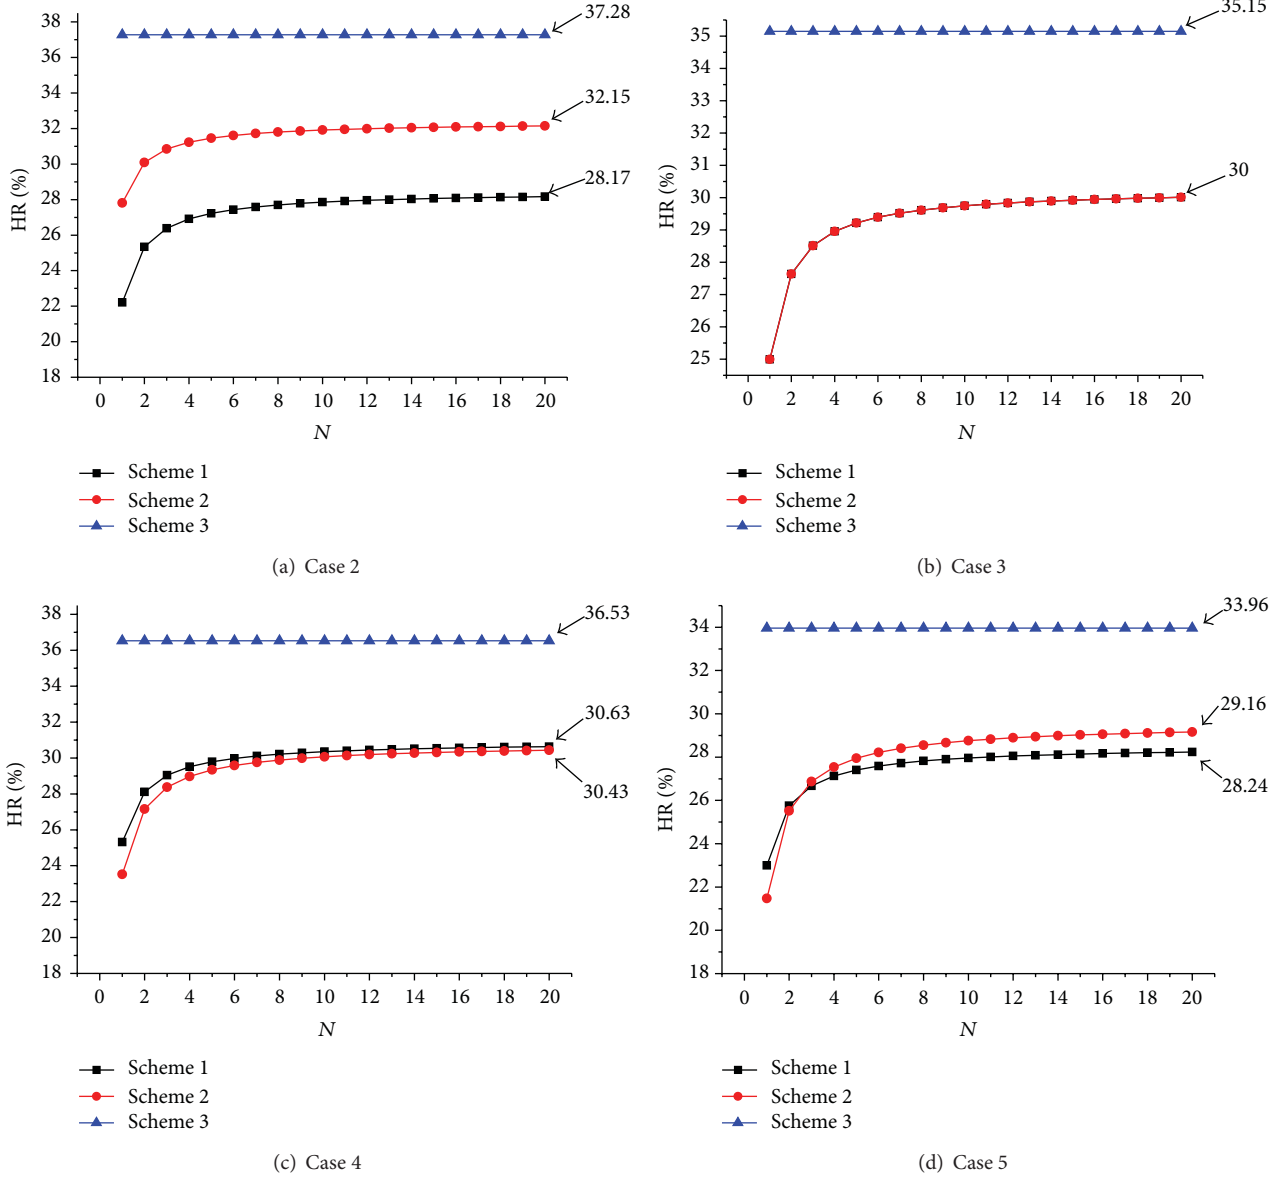 38
36
34
32
30
28
26
24
22
20
18
HR (%)
37.28
32.15
28.17
0 2 4 6 8 10 12 14 16 18 20
N
Scheme 1
Scheme 2
Scheme 3
(a) Case 2
35
34
33
32
31
30
29
28
27
26
25
HR (%)
35.15
30
0 2 4 6 8 10 12 14 16 18 20
N
Scheme 1
Scheme 2
Scheme 3
(b) Case 3
38
36
34
32
30
28
26
24
22
20
18
HR (%)
36.53
30.63
30.43
0 2 4 6 8 10 12 14 16 18 20
N
Scheme 1
Scheme 2
Scheme 3
(c) Case 4
34
32
30
28
26
24
22
20
18
HR (%)
33.96
29.16
28.24
0 2 4 6 8 10 12 14 16 18 20
N
Scheme 1
Scheme 2
Scheme 3
(d) Case 5